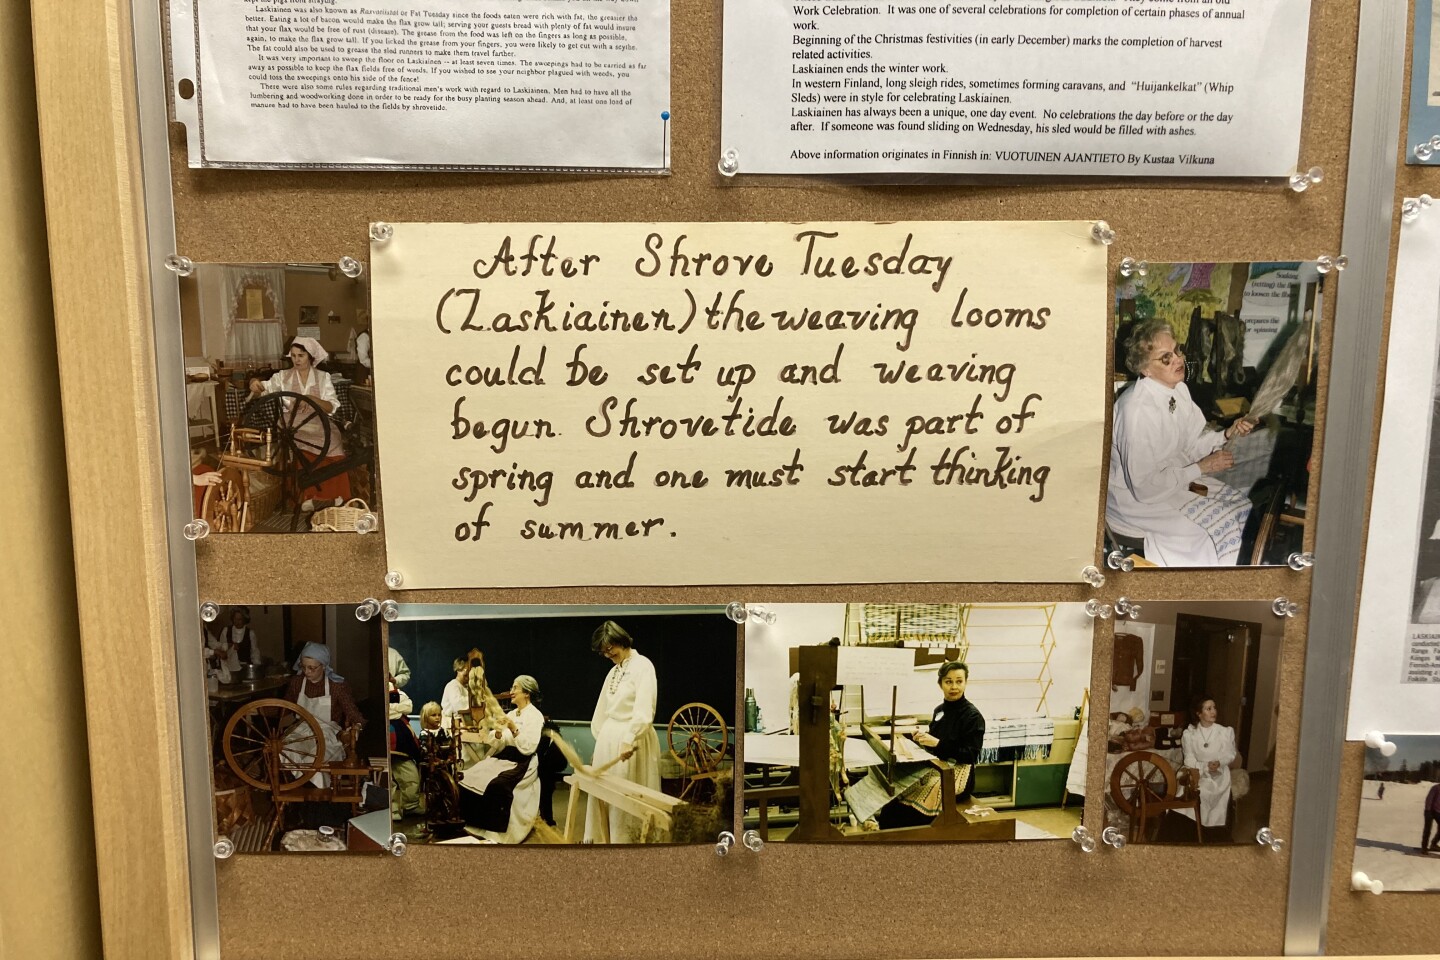 Laskiainen was also known as Rasvatiistai or Fat Tuesday since the foods eaten were rich with fat, the greasier the
better. Eating a lot of bacon would make the flax grow tall; serving your guests bread with plenty of fat would insure
that your flax would be free of rust (disease). The grease from the food was left on the fingers as long as possible,
again, to make the flax grow tall. If you licked the grease from your fingers, you were likely to get cut with a scythe.
The fat could also be used to grease the sled runners to make them travel farther.
It was very important to sweep the floor on Laskiainen -- at least seven times. The sweepings had to be carried as far
away as possible to keep the flax fields free of weeds. If you wished to see your neighbor plagued with weeds, you
could toss the sweepings onto his side of the fence!
There were also some rules regarding traditional men's work with regard to Laskiainen. Men had to have all the
lumbering and woodworking done in order to be ready for the busy planting season ahead. And, at least one load of
manure had to have been hauled to the fields by shrovetide.
Work Celebration. It was one of several celebrations for completion of certain phases of annual
work.
Beginning of the Christmas festivities (in early December) marks the completion of harvest
related activities.
Laskiainen ends the winter work.
In western Finland, long sleigh rides, sometimes forming caravans, and "Huijankelkat" (Whip
Sleds) were in style for celebrating Laskiainen.
Laskiainen has always been a unique, one day event. No celebrations the day before or the day
after. If someone was found sliding on Wednesday, his sled would be filled with ashes.
Above information originates in Finnish in: VUOTUINEN AJANTIETO By Kustaa Vilkuna
After Shrove Tuesday
(Laskiainen) the weaving looms
could be set up and weaving
begun. Shrovetide was part of
spring and one must start thinking
of summer.
Soaking
(retting) the
to loosen the
prepares the
for spinning